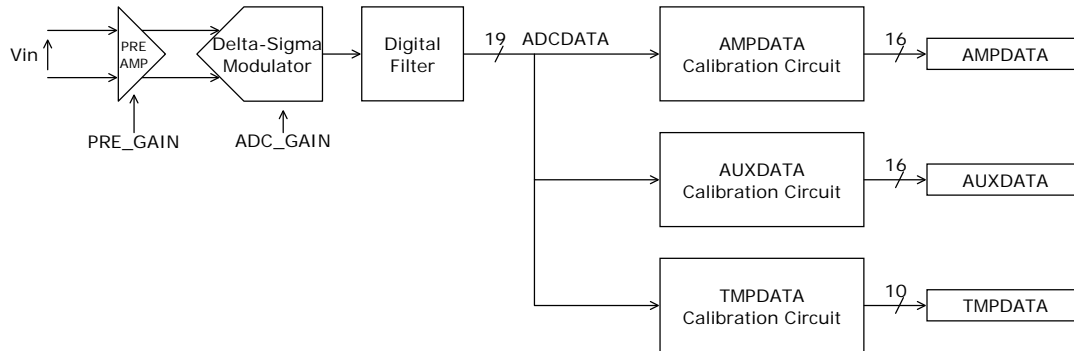 Vin
PRE
AMP
PRE_GAIN
Delta-Sigma
Modulator
ADC_GAIN
Digital
Filter
19
ADCDATA
AMPDATA
Calibration Circuit
16
AMPDATA
AUXDATA
Calibration Circuit
16
AUXDATA
TMPDATA
Calibration Circuit
10
TMPDATA